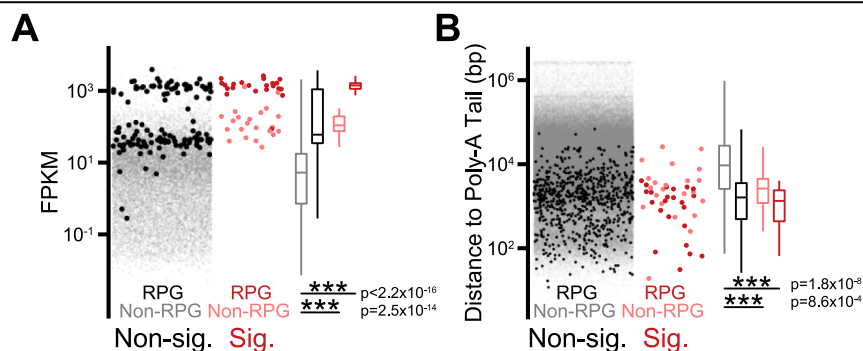 A
FPKM
10³
10¹
10⁻¹
RPG
Non-RPG
Non-sig.
RPG
Non-RPG
Sig.
***
***
p<2.2x10⁻¹⁶
p=2.5x10⁻¹⁴
B
Distance to Poly-A Tail (bp)
10⁶
10⁴
10²
RPG
Non-RPG
Non-sig.
RPG
Non-RPG
Sig.
***
***
p=1.8x10⁻⁸
p=8.6x10⁻⁴